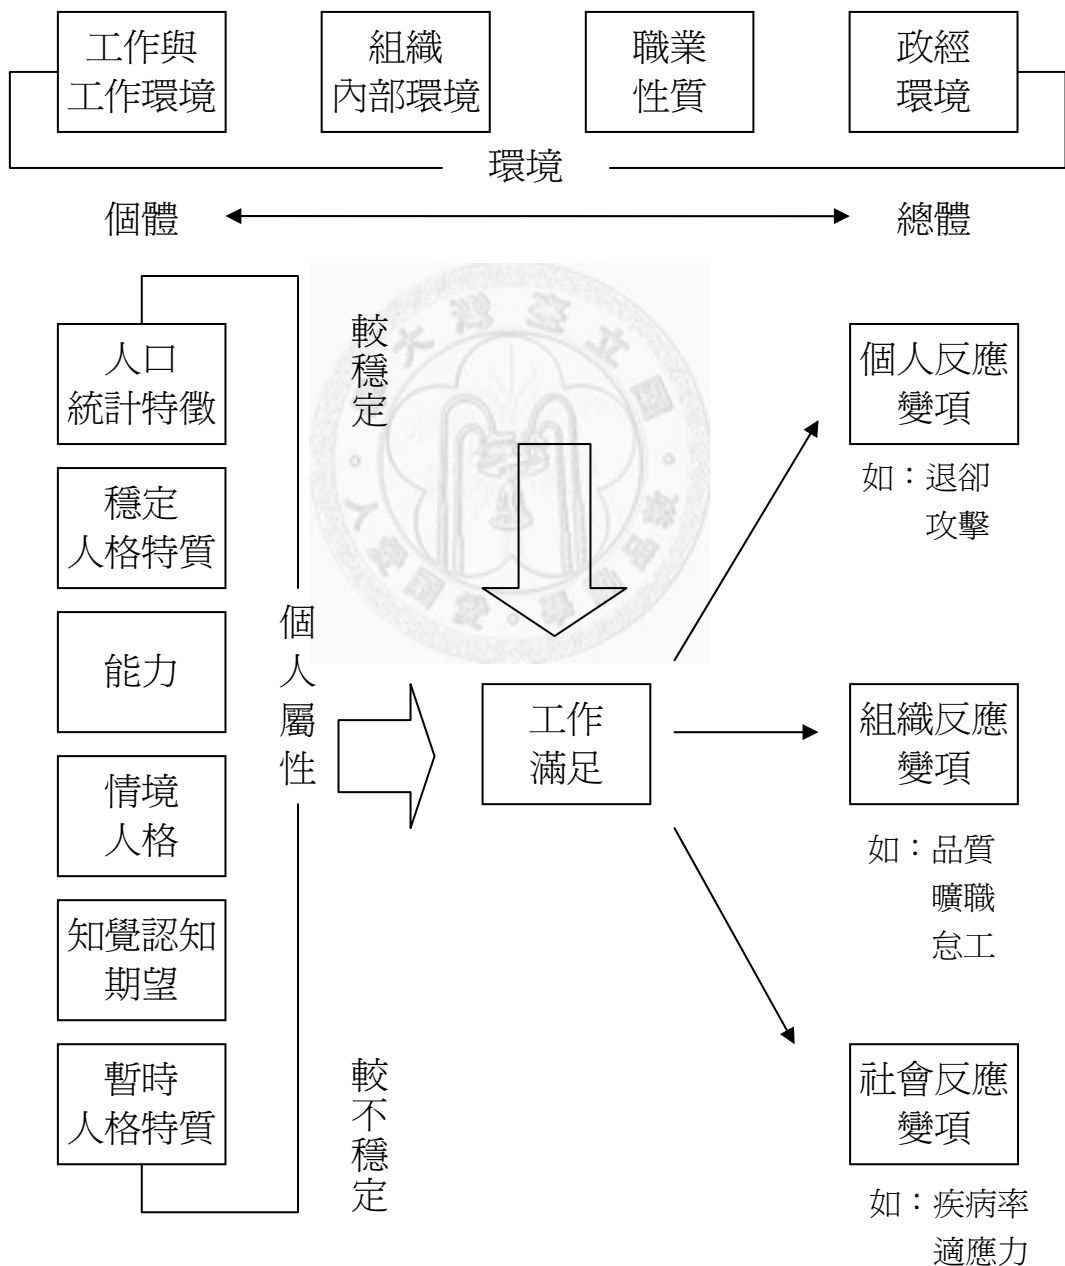 工作與
工作環境
組織
內部環境
職業
性質
政經
環境
環境
個體
總體
人口
統計特徵
穩定
人格特質
能力
情境
人格
知覺認知
期望
暫時
人格特質
個人屬性
較穩定
較不穩定
工作
滿足
個人反應
變項
如：退卻
攻擊
組織反應
變項
如：品質
曠職
怠工
社會反應
變項
如：疾病率
適應力